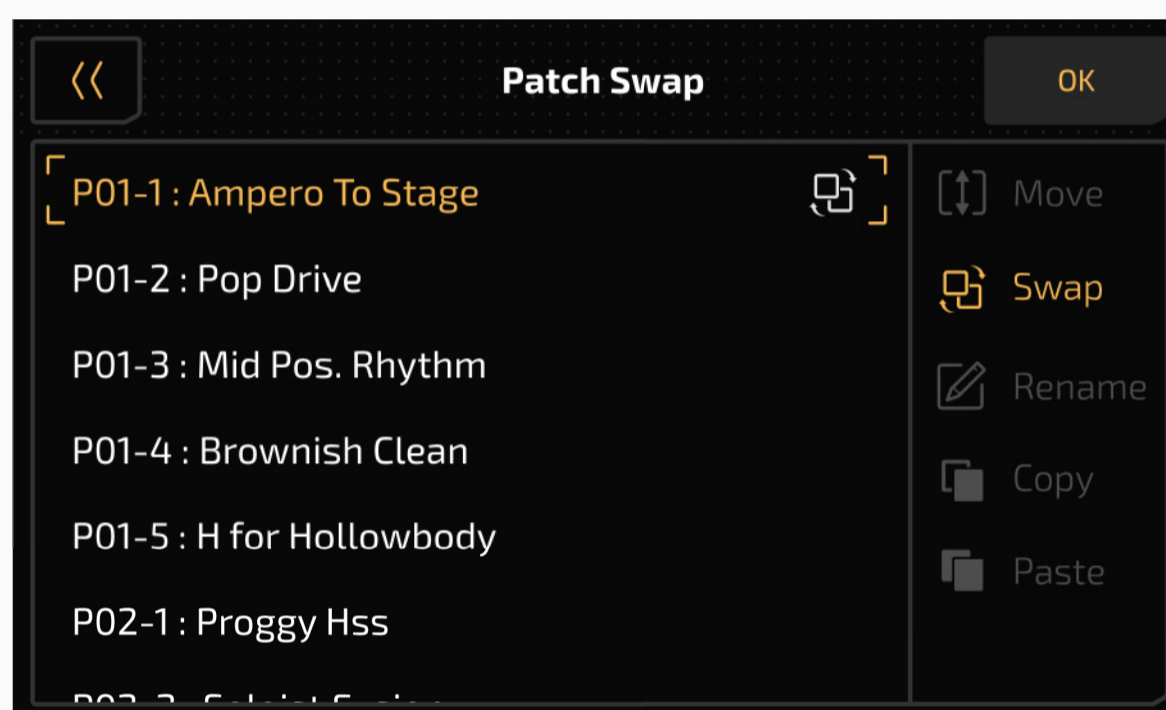 Patch Swap
OK
P01-1 : Ampero To Stage
P01-2 : Pop Drive
P01-3 : Mid Pos. Rhythm
P01-4 : Brownish Clean
P01-5 : H for Hollowbody
P02-1 : Proggy Hss
Move
Swap
Rename
Copy
Paste